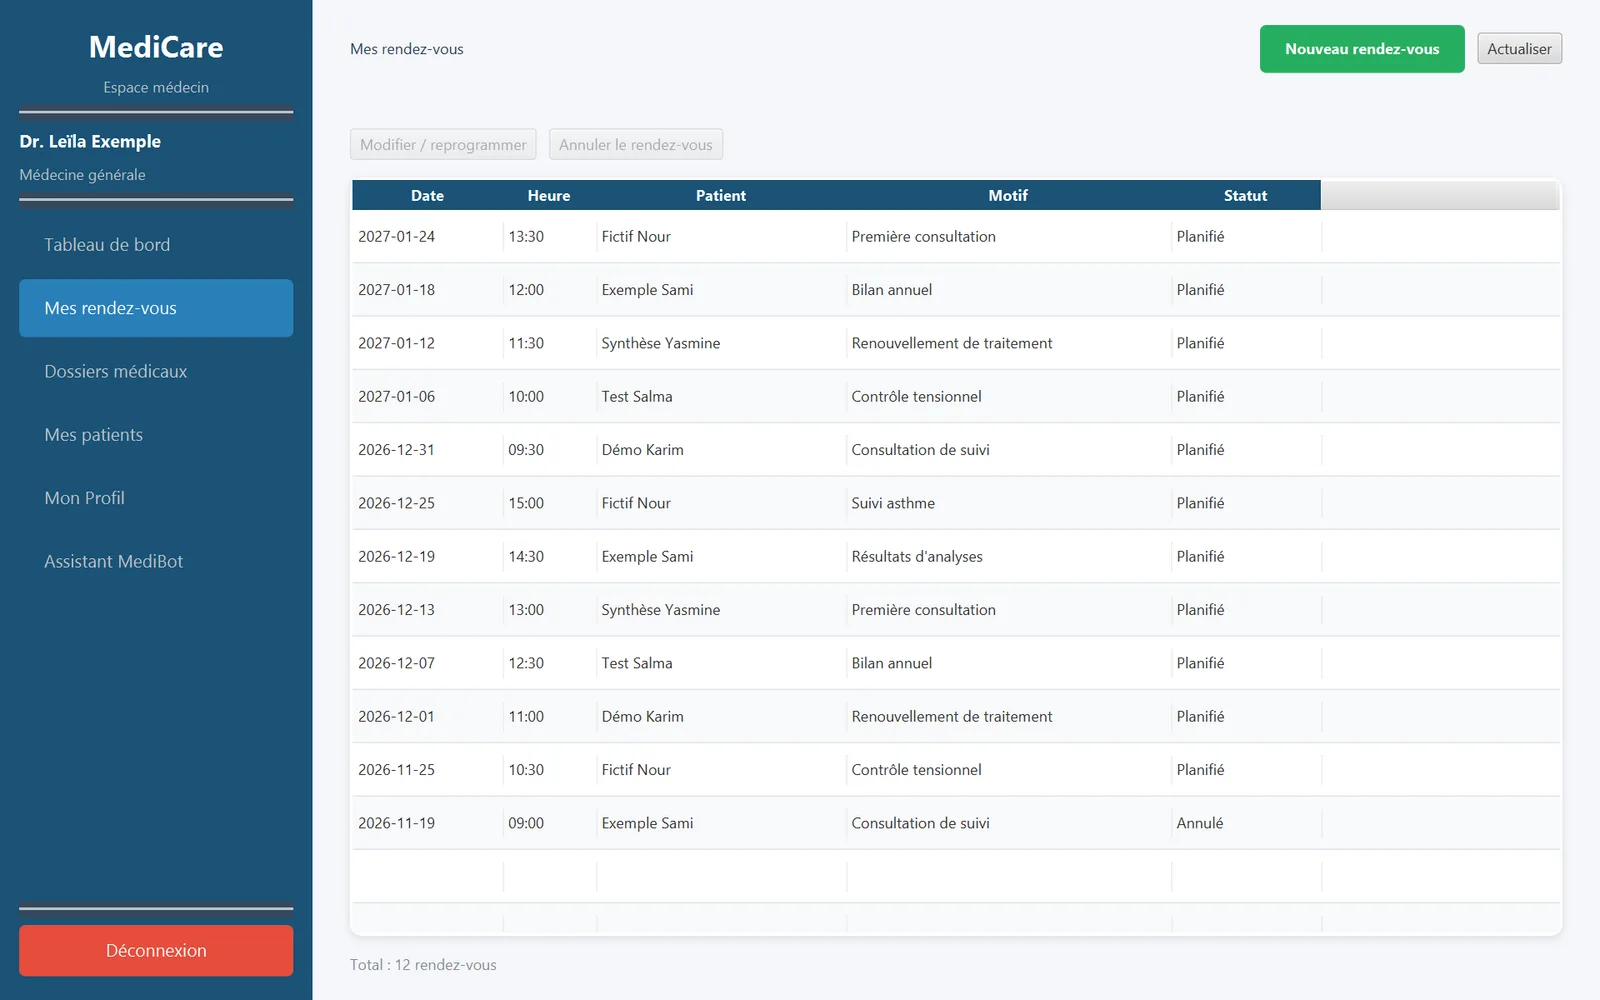 MediCare
Espace médecin
Dr. Leïla Exemple
Médecine générale
Tableau de bord
Mes rendez-vous
Dossiers médicaux
Mes patients
Mon Profil
Assistant MediBot
Déconnexion
Mes rendez-vous
Nouveau rendez-vous
Actualiser
Modifier / reprogrammer
Annuler le rendez-vous
Date Heure Patient Motif Statut
2027-01-24 13:30 Fictif Nour Première consultation Planifié
2027-01-18 12:00 Exemple Sami Bilan annuel Planifié
2027-01-12 11:30 Synthèse Yasmine Renouvellement de traitement Planifié
2027-01-06 10:00 Test Salma Contrôle tensionnel Planifié
2026-12-31 09:30 Démo Karim Consultation de suivi Planifié
2026-12-25 15:00 Fictif Nour Suivi asthme Planifié
2026-12-19 14:30 Exemple Sami Résultats d'analyses Planifié
2026-12-13 13:00 Synthèse Yasmine Première consultation Planifié
2026-12-07 12:30 Test Salma Bilan annuel Planifié
2026-12-01 11:00 Démo Karim Renouvellement de traitement Planifié
2026-11-25 10:30 Fictif Nour Contrôle tensionnel Planifié
2026-11-19 09:00 Exemple Sami Consultation de suivi Annulé
Total : 12 rendez-vous